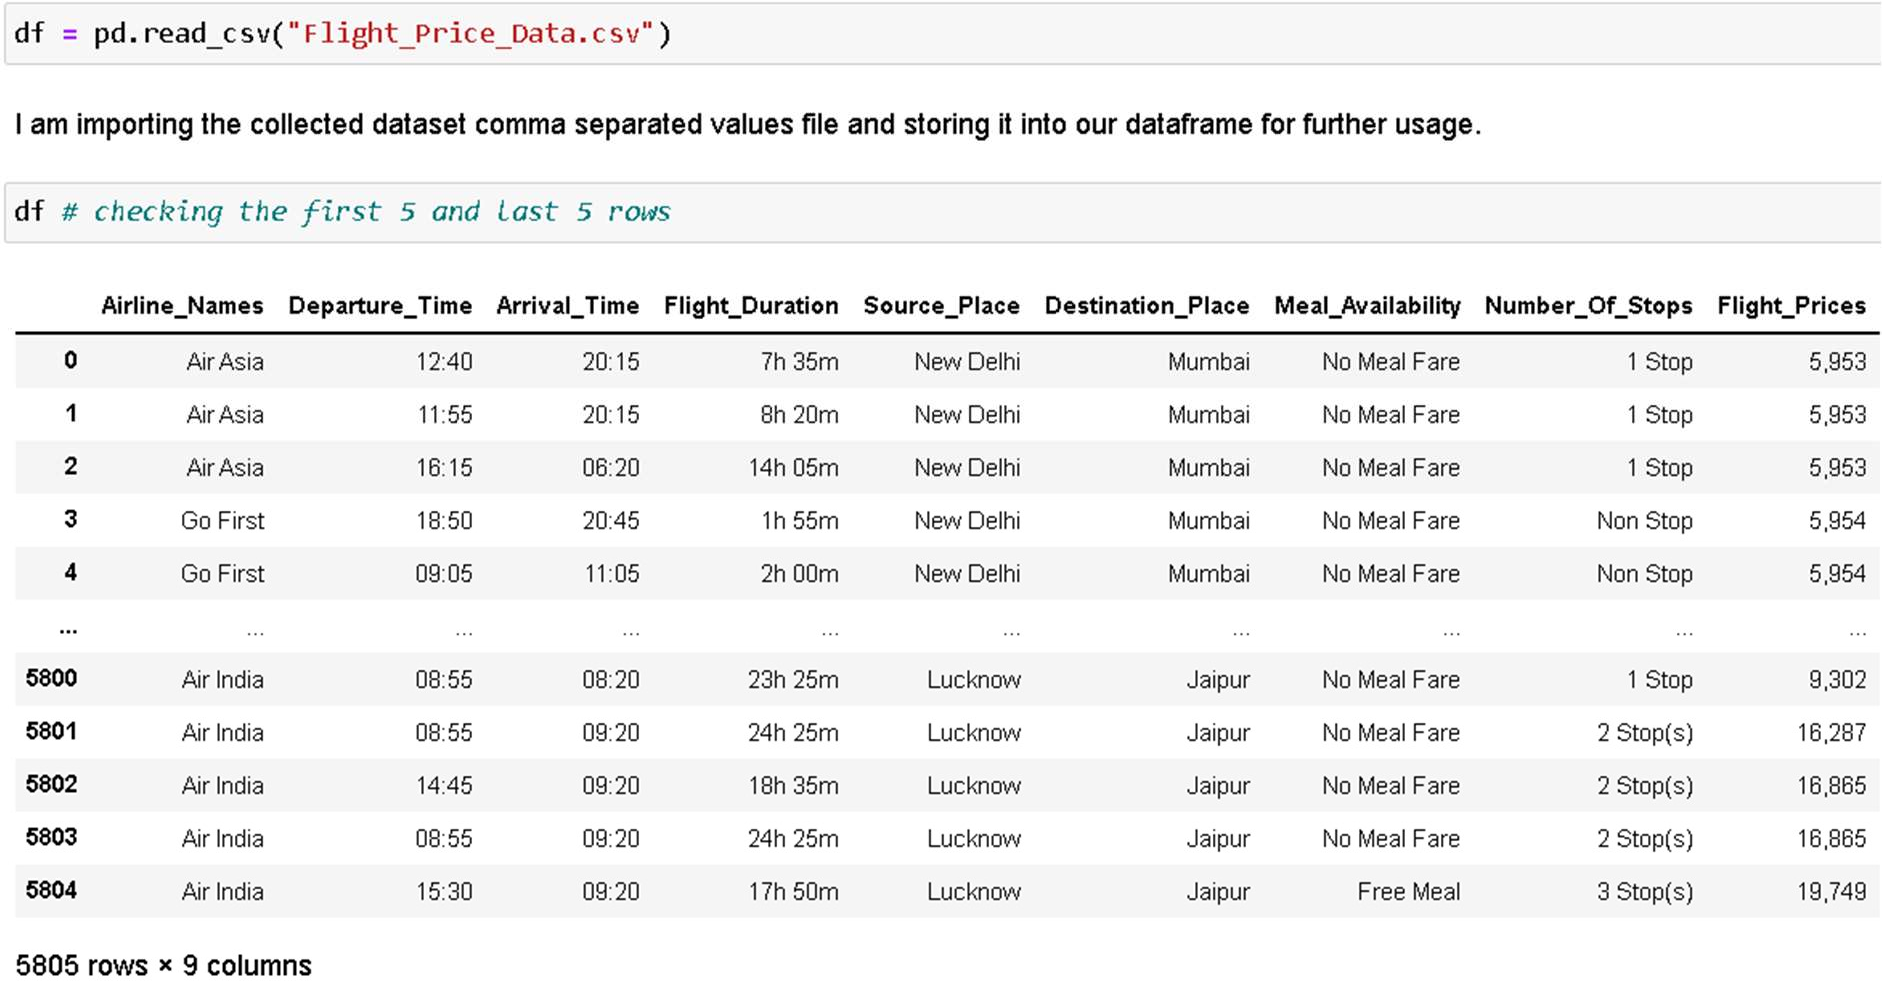 df = pd.read_csv("Flight_Price_Data.csv")
I am importing the collected dataset comma separated values file and storing it into our dataframe for further usage.
df # checking the first 5 and last 5 rows
Airline_Names Departure_Time Arrival_Time Flight_Duration Source_Place Destination_Place Meal_Availability Number_Of_Stops Flight_Prices
0 Air Asia 12:40 20:15 7h 35m New Delhi Mumbai No Meal Fare 1 Stop 5,953
1 Air Asia 11:55 20:15 8h 20m New Delhi Mumbai No Meal Fare 1 Stop 5,953
2 Air Asia 16:15 06:20 14h 05m New Delhi Mumbai No Meal Fare 1 Stop 5,953
3 Go First 18:50 20:45 1h 55m New Delhi Mumbai No Meal Fare Non Stop 5,954
4 Go First 09:05 11:05 2h 00m New Delhi Mumbai No Meal Fare Non Stop 5,954
... ... ... ... ... ... ... ... ... ...
5800 Air India 08:55 08:20 23h 25m Lucknow Jaipur No Meal Fare 1 Stop 9,302
5801 Air India 08:55 09:20 24h 25m Lucknow Jaipur No Meal Fare 2 Stop(s) 16,287
5802 Air India 14:45 09:20 18h 35m Lucknow Jaipur No Meal Fare 2 Stop(s) 16,865
5803 Air India 08:55 09:20 24h 25m Lucknow Jaipur No Meal Fare 2 Stop(s) 16,865
5804 Air India 15:30 09:20 17h 50m Lucknow Jaipur Free Meal 3 Stop(s) 19,749
5805 rows × 9 columns